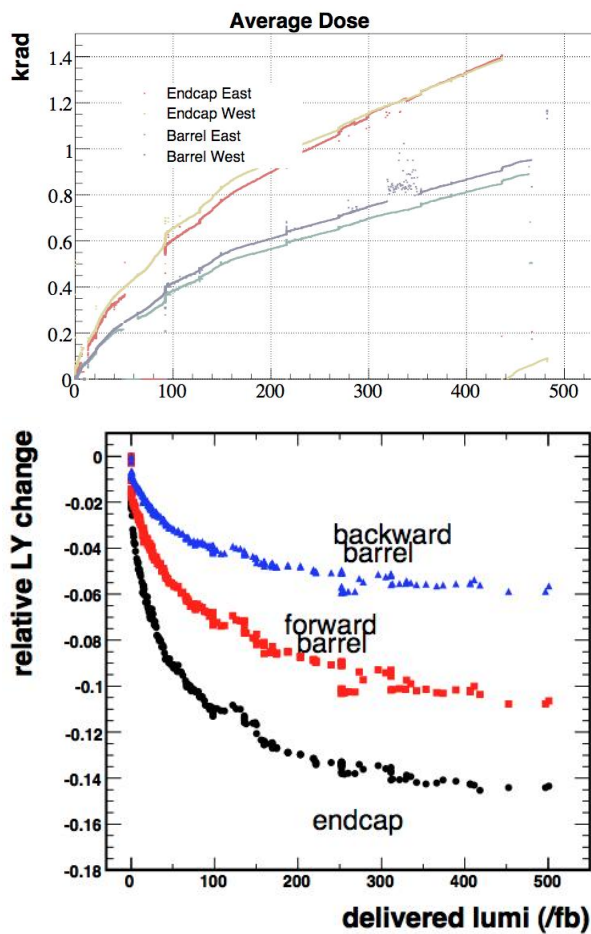 Average Dose
krad
1.4
1.2
1
0.8
0.6
0.4
0.2
0
Endcap East
Endcap West
Barrel East
Barrel West
0 100 200 300 400 500
relative LY change
0
-0.02
-0.04
-0.06
-0.08
-0.1
-0.12
-0.14
-0.16
-0.18
backward
barrel
forward
barrel
endcap
0 100 200 300 400 500
delivered lumi (/fb)